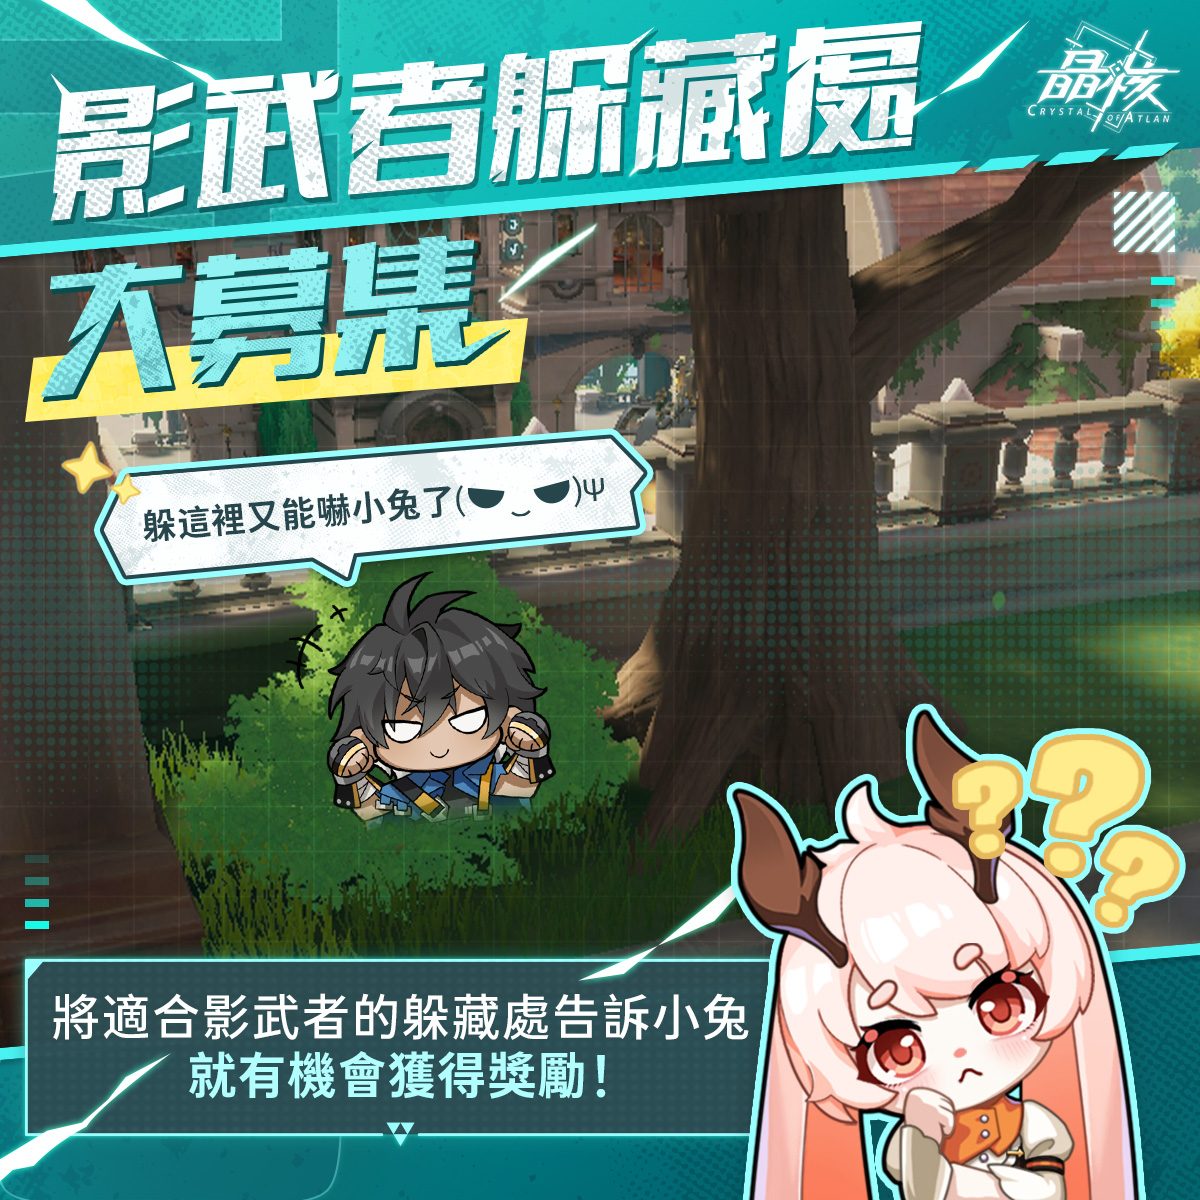 影武者躲藏處
晶核
CRYSTAL OF ATLAN
大募集
躲這裡又能嚇小兔了(◥◣‿◢◤)Ψ
???
將適合影武者的躲藏處告訴小兔
就有機會獲得獎勵!